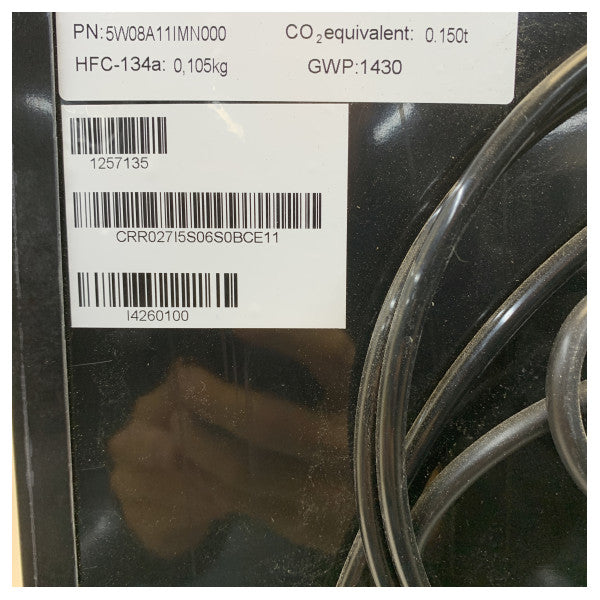 PN:5W08A11IMN000 CO₂equivalent: 0.150t
HFC-134a: 0,105kg GWP:1430
1257135
CRR027I5S06S0BCE11
I4260100